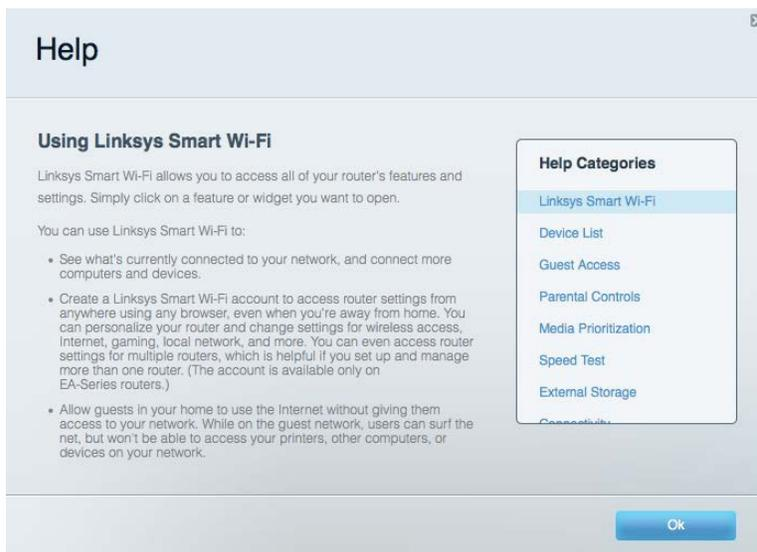 Help
Using Linksys Smart Wi-Fi
Linksys Smart Wi-Fi allows you to access all of your router's features and
settings. Simply click on a feature or widget you want to open.
You can use Linksys Smart Wi-Fi to:
• See what's currently connected to your network, and connect more
computers and devices.
• Create a Linksys Smart Wi-Fi account to access router settings from
anywhere using any browser, even when you're away from home. You
can personalize your router and change settings for wireless access,
Internet, gaming, local network, and more. You can even access router
settings for multiple routers, which is helpful if you set up and manage
more than one router. (The account is available only on
EA-Series routers.)
• Allow guests in your home to use the Internet without giving them
access to your network. While on the guest network, users can surf the
net, but won't be able to access your printers, other computers, or
devices on your network.
Help Categories
Linksys Smart Wi-Fi
Device List
Guest Access
Parental Controls
Media Prioritization
Speed Test
External Storage
Connectivity
Ok